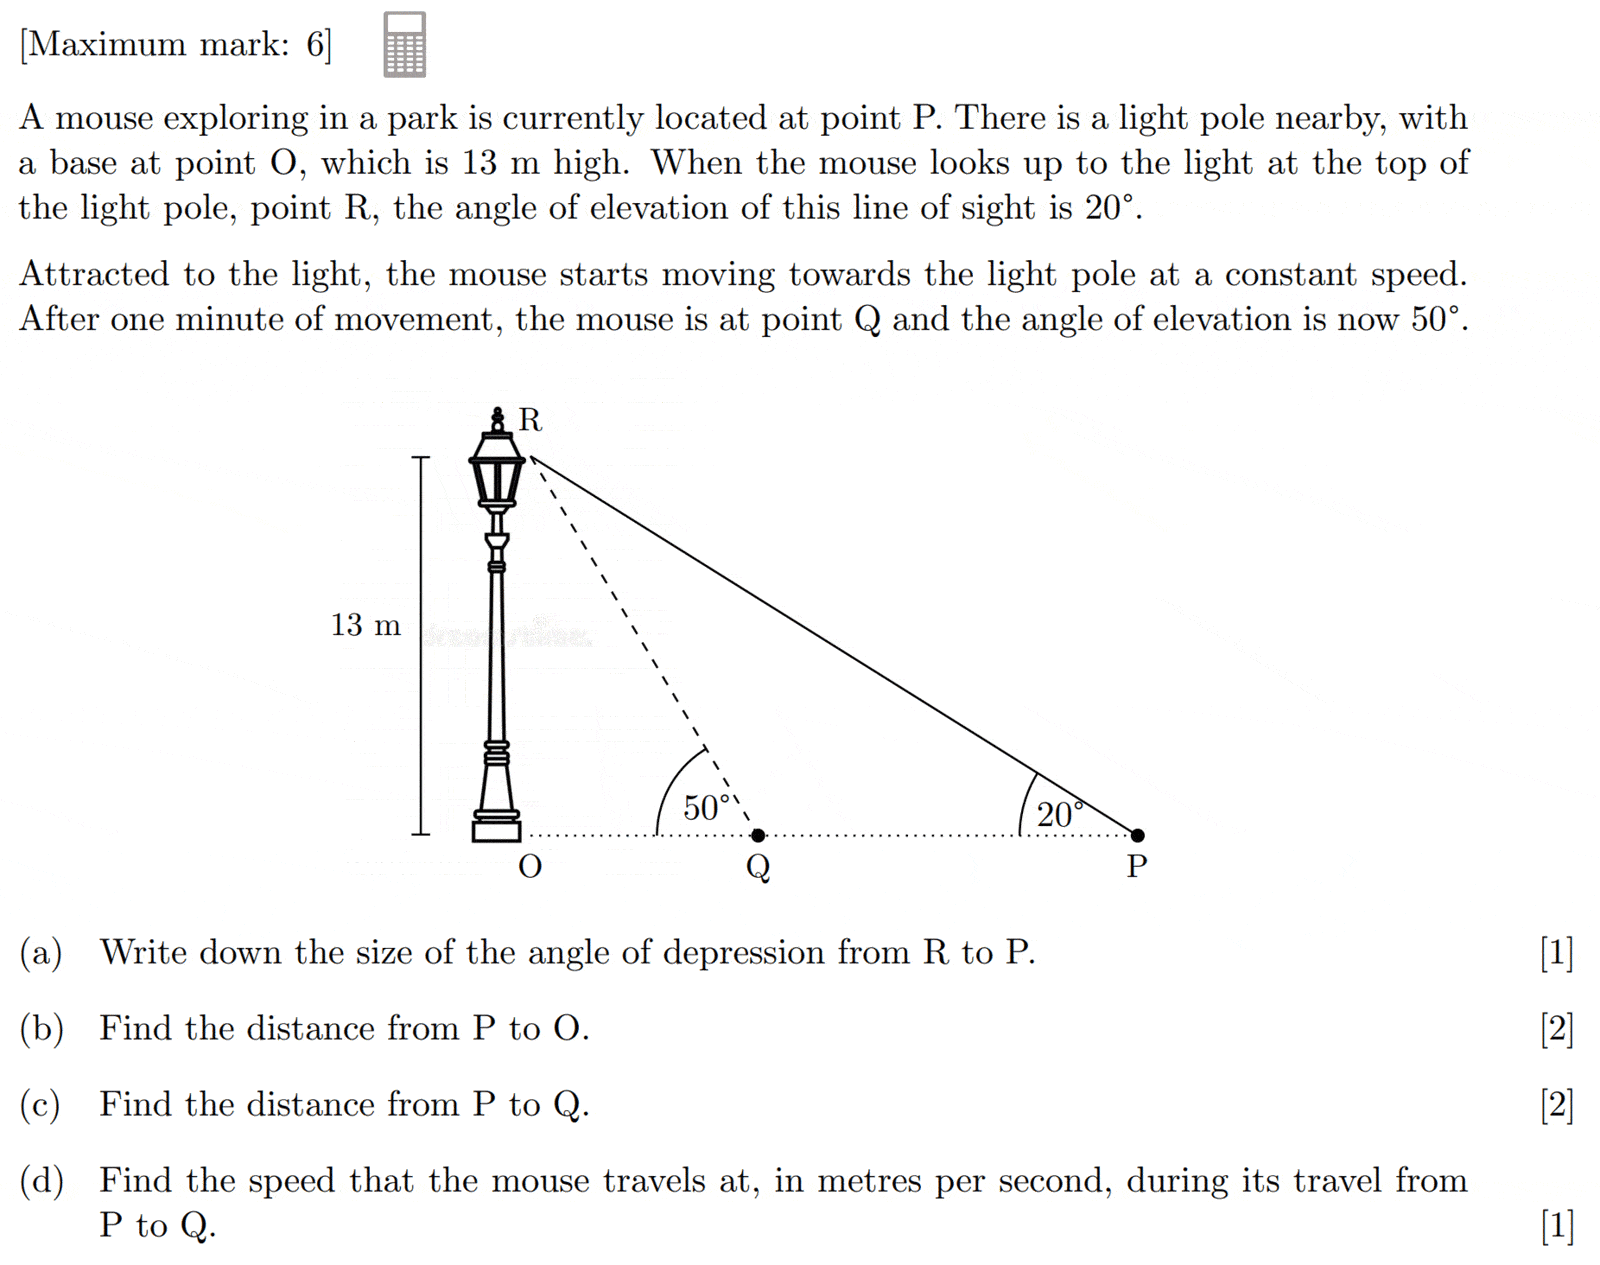 [Maximum mark: 6]
A mouse exploring in a park is currently located at point P. There is a light pole nearby, with
a base at point O, which is 13 m high. When the mouse looks up to the light at the top of
the light pole, point R, the angle of elevation of this line of sight is 20°.
Attracted to the light, the mouse starts moving towards the light pole at a constant speed.
After one minute of movement, the mouse is at point Q and the angle of elevation is now 50°.
R
13 m
50°
20°
O
Q
P
(a) Write down the size of the angle of depression from R to P. [1]
(b) Find the distance from P to O. [2]
(c) Find the distance from P to Q. [2]
(d) Find the speed that the mouse travels at, in metres per second, during its travel from
P to Q. [1]